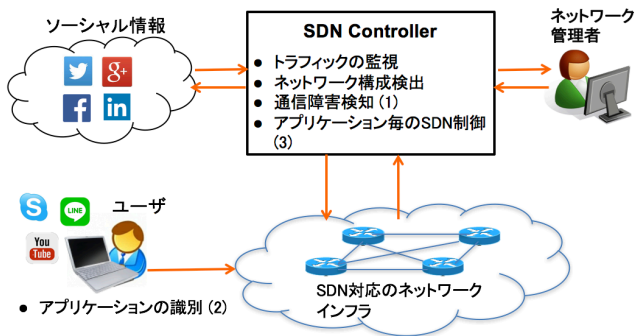 ソーシャル情報
g+
f
in
SDN Controller
● トラフィックの監視
● ネットワーク構成検出
● 通信障害検知 (1)
● アプリケーション毎のSDN制御
(3)
ネットワーク
管理者
S
LINE
You
Tube
ユーザ
● アプリケーションの識別 (2)
SDN対応のネットワーク
インフラ